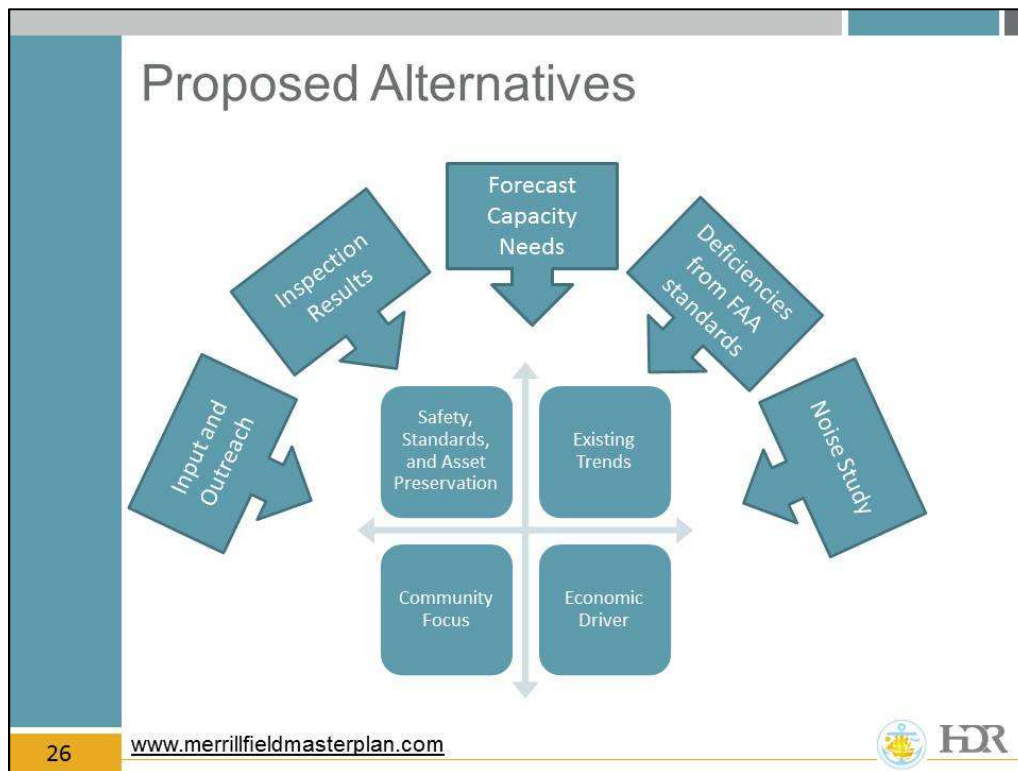 Proposed Alternatives
Input and
Outreach
Inspection
Results
Forecast
Capacity
Needs
Deficiencies
from FAA
standards
Noise Study
Safety,
Standards,
and Asset
Preservation
Existing
Trends
Community
Focus
Economic
Driver
26
www.merrillfieldmasterplan.com
HDR